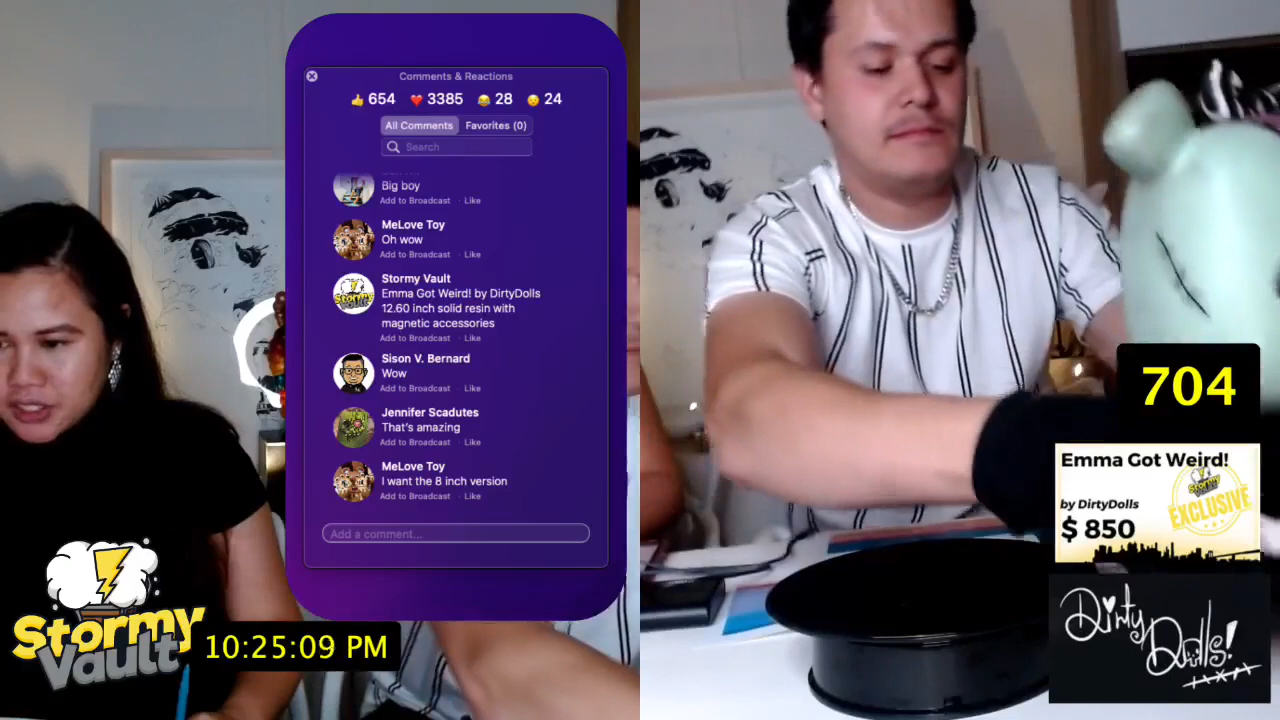 Comments & Reactions
654 3385 28 24
All Comments Favorites (0)
Search
Big boy
Add to Broadcast · Like
MeLove Toy
Oh wow
Add to Broadcast · Like
Stormy Vault
Emma Got Weird! by DirtyDolls
12.60 inch solid resin with
magnetic accessories
Add to Broadcast · Like
Sison V. Bernard
Wow
Add to Broadcast · Like
Jennifer Scadutes
That's amazing
Add to Broadcast · Like
MeLove Toy
I want the 8 inch version
Add to Broadcast · Like
Add a comment...
Stormy
Vault
10:25:09 PM
704
Emma Got Weird!
by DirtyDolls
$ 850
Stormy
Vault
EXCLUSIVE
Dirty
Dolls!